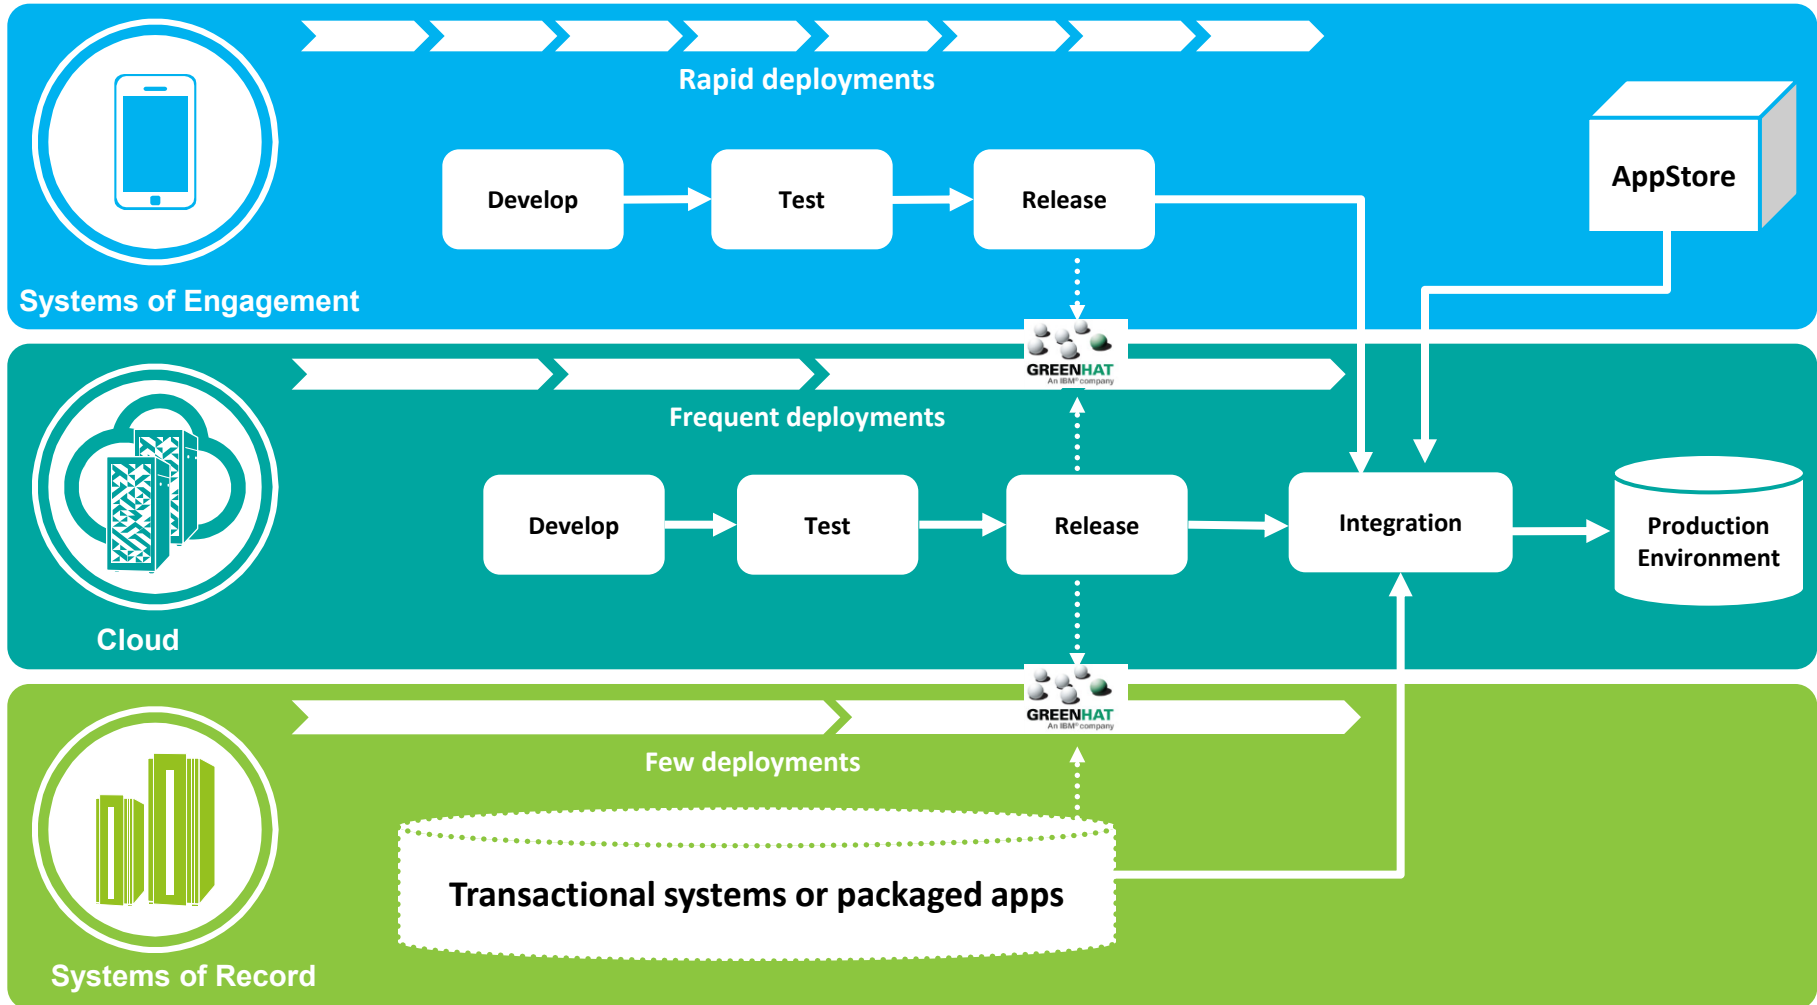 Rapid deployments
AppStore
Develop
Test
Release
Systems of Engagement
GREENHAT
An IBM® company
Frequent deployments
Develop
Test
Release
Integration
Production
Environment
Cloud
GREENHAT
An IBM® company
Few deployments
Transactional systems or packaged apps
Systems of Record